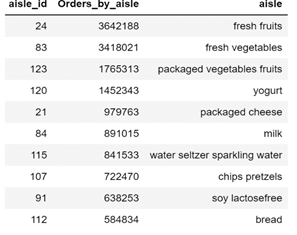 aisle_id Orders_by_aisle aisle
24 3642188 fresh fruits
83 3418021 fresh vegetables
123 1765313 packaged vegetables fruits
120 1452343 yogurt
21 979763 packaged cheese
84 891015 milk
115 841533 water seltzer sparkling water
107 722470 chips pretzels
91 638253 soy lactosefree
112 584834 bread